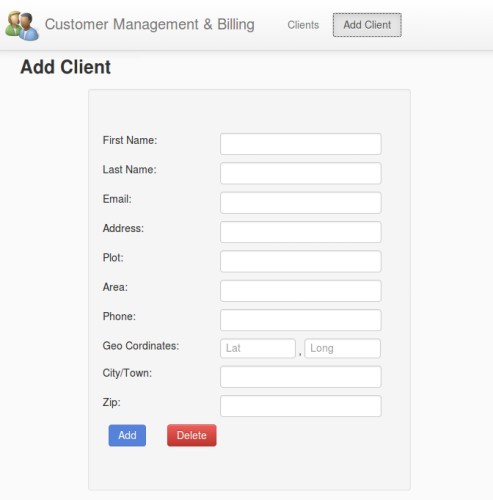 Customer Management & Billing Clients Add Client
Add Client
First Name:
Last Name:
Email:
Address:
Plot:
Area:
Phone:
Geo Cordinates: Lat , Long
City/Town:
Zip:
Add Delete